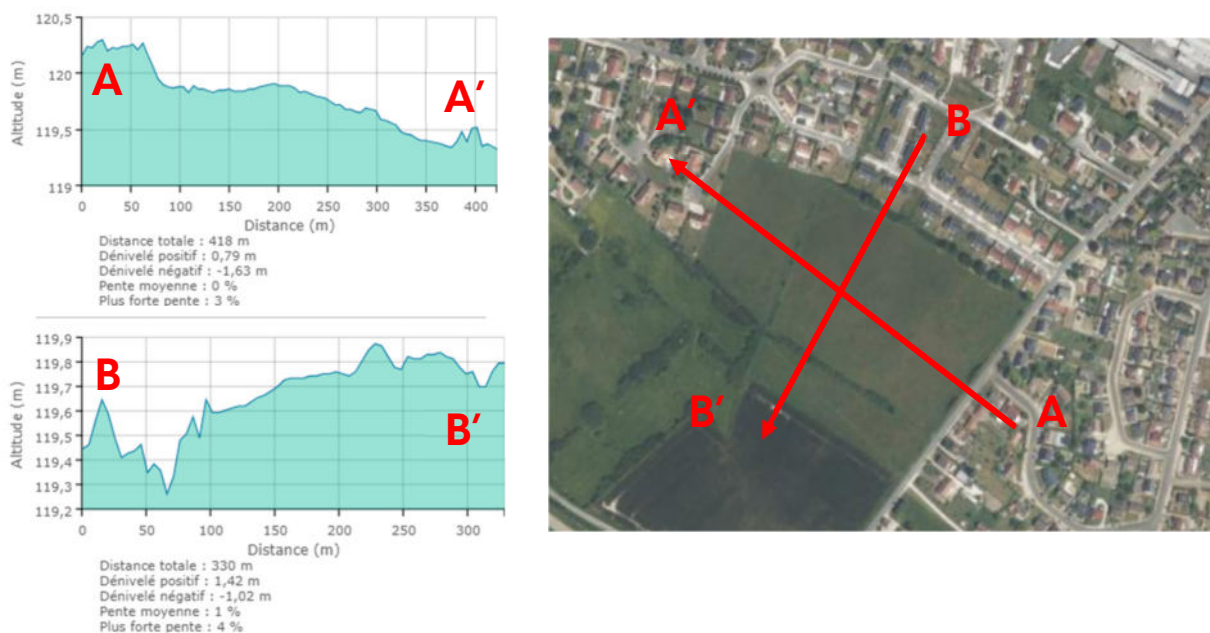 120,5
120
119,5
119
Altitude (m)
A
A’
0 50 100 150 200 250 300 350 400
Distance (m)
Distance totale : 418 m
Dénivelé positif : 0,79 m
Dénivelé négatif : -1,63 m
Pente moyenne : 0 %
Plus forte pente : 3 %
119,9
119,8
119,7
119,6
119,5
119,4
119,3
119,2
Altitude (m)
B
B’
0 50 100 150 200 250 300
Distance (m)
Distance totale : 330 m
Dénivelé positif : 1,42 m
Dénivelé négatif : -1,02 m
Pente moyenne : 1 %
Plus forte pente : 4 %
A’
B
B’
A